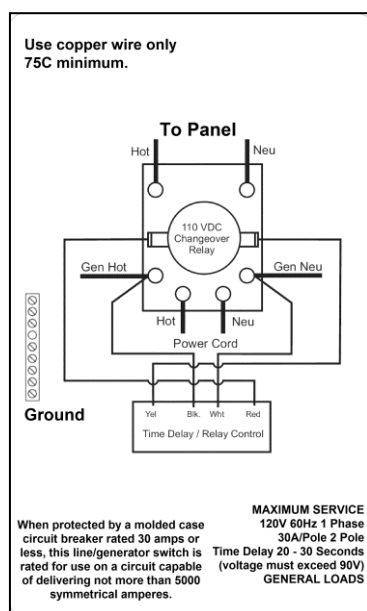 Use copper wire only
75C minimum.
To Panel
Hot
Neu
110 VDC
Changeover
Relay
Gen Hot
Gen Neu
Hot
Neu
Power Cord
Ground
Yel
Blk.
Wht
Red
Time Delay / Relay Control
When protected by a molded case
circuit breaker rated 30 amps or
less, this line/generator switch is
rated for use on a circuit capable
of delivering not more than 5000
symmetrical amperes.
MAXIMUM SERVICE
120V 60Hz 1 Phase
30A/Pole 2 Pole
Time Delay 20 - 30 Seconds
(voltage must exceed 90V)
GENERAL LOADS